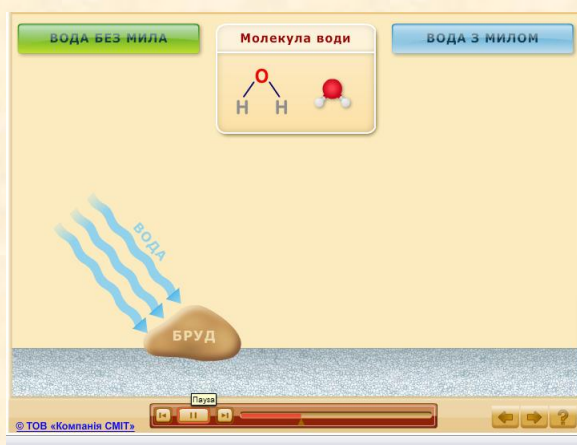 ВОДА БЕЗ МИЛА
Молекула води
ВОДА З МИЛОМ
O
H H
ВОДА
БРУД
Пауза
© ТОВ «Компанія СМІТ»
?